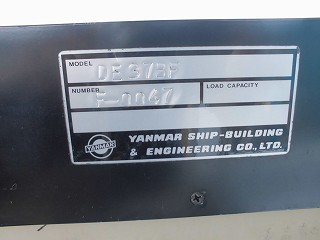 MODEL DE37BF
NUMBER F-0047 LOAD CAPACITY
YANMAR YANMAR SHIP-BUILDING
& ENGINEERING CO., LTD.